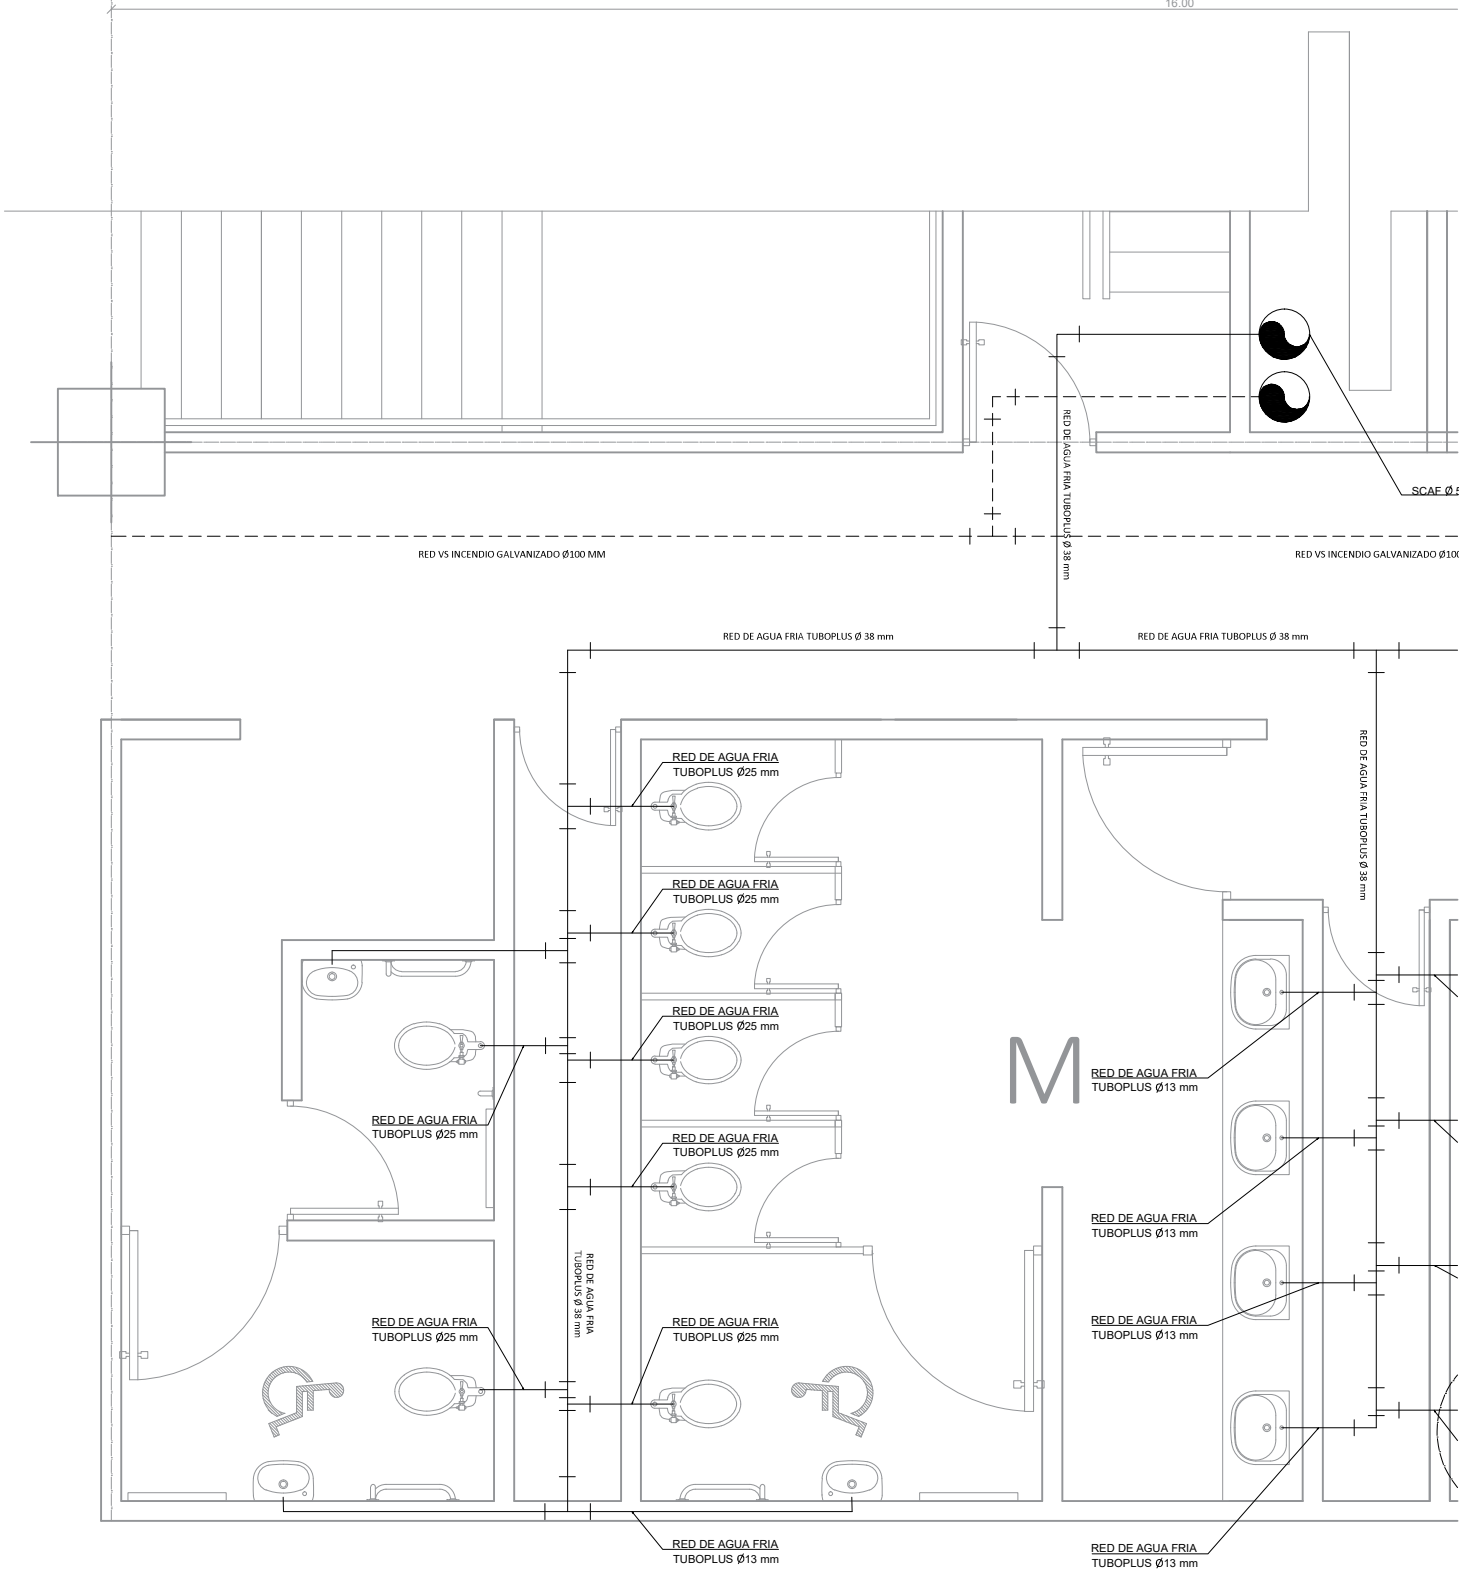 16.00
RED DE AGUA FRIA TUBOPLUS Ø 38 mm
SCAF Ø 5
RED VS INCENDIO GALVANIZADO Ø100 MM
RED VS INCENDIO GALVANIZADO Ø100
RED DE AGUA FRIA TUBOPLUS Ø 38 mm
RED DE AGUA FRIA TUBOPLUS Ø 38 mm
RED DE AGUA FRIA TUBOPLUS Ø 38 mm
RED DE AGUA FRIA
TUBOPLUS Ø25 mm
RED DE AGUA FRIA
TUBOPLUS Ø25 mm
RED DE AGUA FRIA
TUBOPLUS Ø25 mm
M
RED DE AGUA FRIA
TUBOPLUS Ø13 mm
RED DE AGUA FRIA
TUBOPLUS Ø25 mm
RED DE AGUA FRIA
TUBOPLUS Ø25 mm
RED DE AGUA FRIA
TUBOPLUS Ø13 mm
RED DE AGUA FRIA
TUBOPLUS Ø 38 mm
RED DE AGUA FRIA
TUBOPLUS Ø25 mm
RED DE AGUA FRIA
TUBOPLUS Ø25 mm
RED DE AGUA FRIA
TUBOPLUS Ø13 mm
RED DE AGUA FRIA
TUBOPLUS Ø13 mm
RED DE AGUA FRIA
TUBOPLUS Ø13 mm